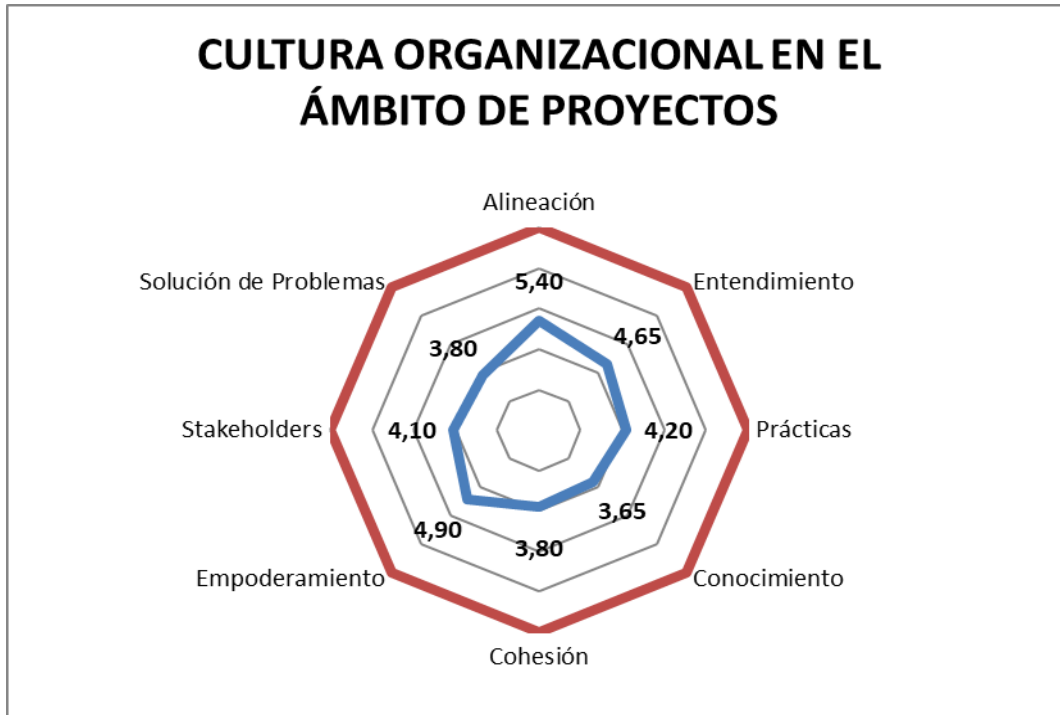 CULTURA ORGANIZACIONAL EN EL
ÁMBITO DE PROYECTOS
Alineación
5,40
Solución de Problemas
Entendimiento
4,65
3,80
Stakeholders
4,10
4,20
Prácticas
4,90
3,65
3,80
Empoderamiento
Conocimiento
Cohesión